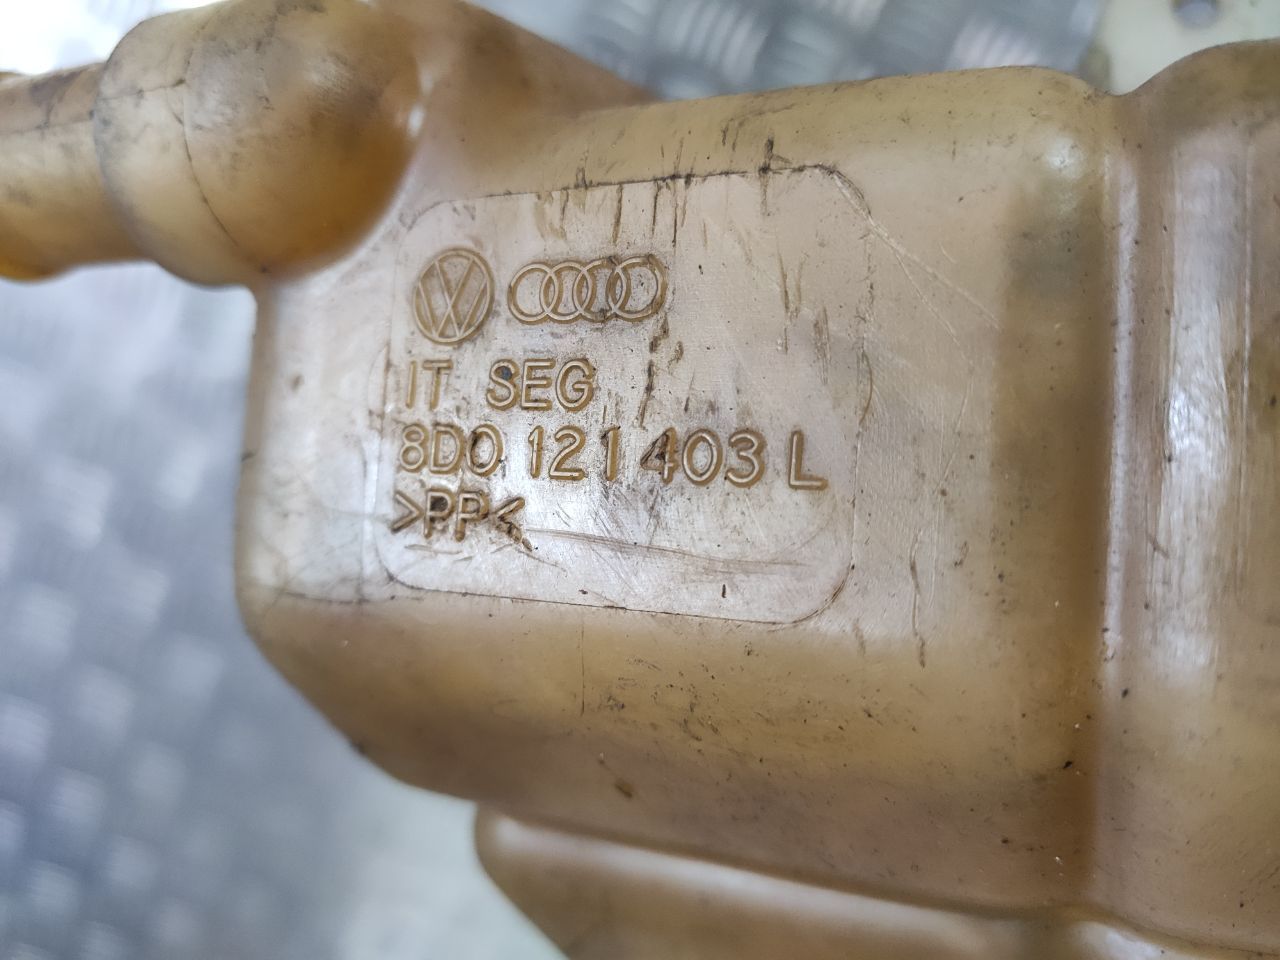 IT SEG
8D0 121 403 L
>PP<